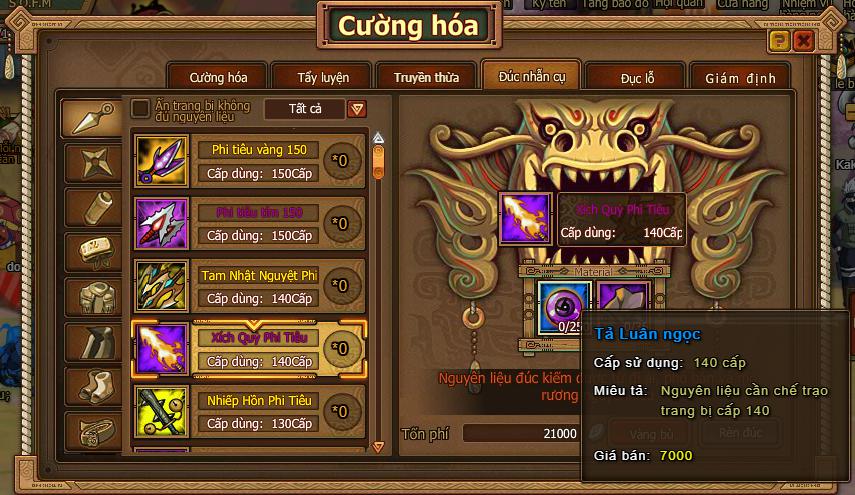 S.O.F.M
Cường hóa
Cường hóa
Tẩy luyện
Truyền thừa
Đúc nhẫn cụ
Đục lỗ
Giám định
Ẩn trang bị không
đủ nguyên liệu
Tất cả
Phi tiêu vàng 150
Cấp dùng: 150Cấp
*0
Phi tiêu tím 150
Cấp dùng: 150Cấp
*0
Tam Nhật Nguyệt Phi
Cấp dùng: 140Cấp
*0
Xích Quỷ Phi Tiêu
Cấp dùng: 140Cấp
*0
Nhiếp Hồn Phi Tiêu
Cấp dùng: 130Cấp
*0
Xích Quỷ Phi Tiêu
Cấp dùng: 140Cấp
Material
0/25
Nguyên liệu đúc kiếm
rương
Tổn phí
21000
Vàng bù
Rèn đúc
Tả Luân ngọc
Cấp sử dụng: 140 cấp
Miêu tả: Nguyên liệu cần chế trạo
trang bị cấp 140
Giá bán: 7000